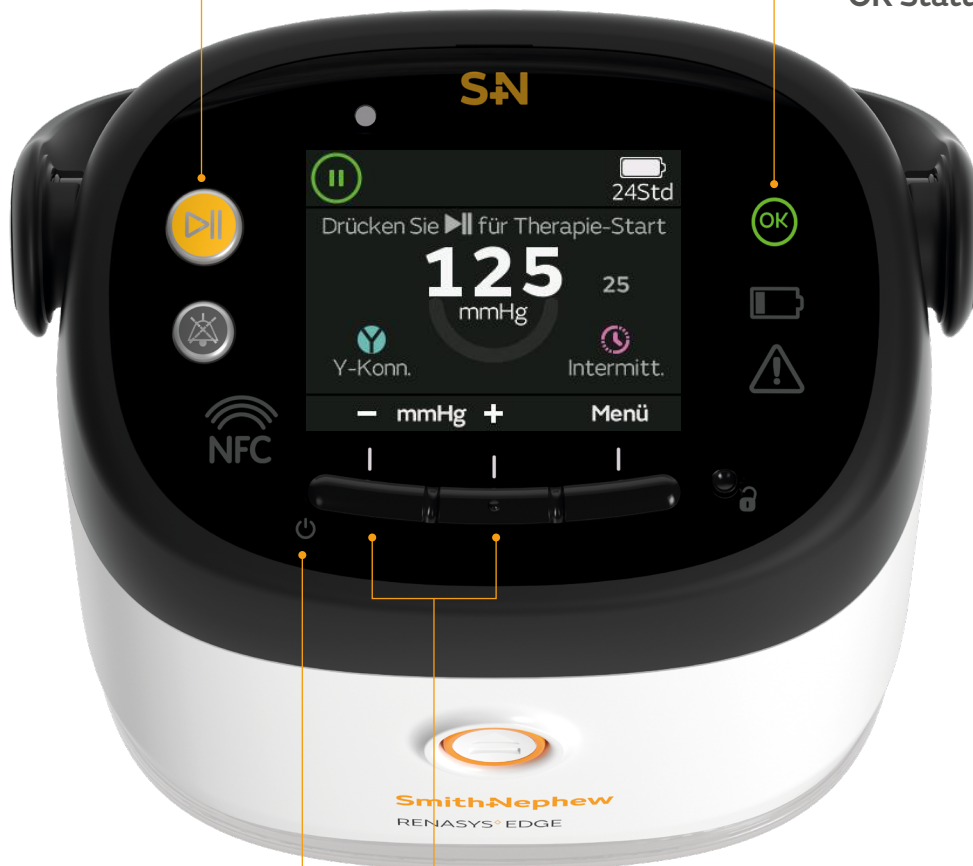 OK Statu
S+N
24Std
Drücken Sie für Therapie-Start
125
25
mmHg
Y-Konn.
Intermitt.
− mmHg +
Menü
OK
NFC
Smith+Nephew
RENASYS° EDGE